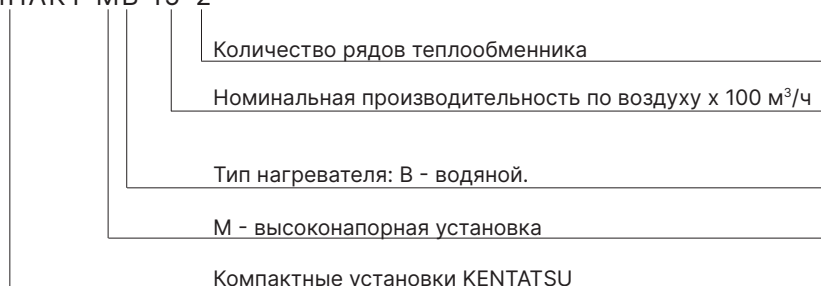 Количество рядов теплообменника
Номинальная производительность по воздуху x 100 м³/ч
Тип нагревателя: В - водяной.
М - высоконапорная установка
Компактные установки KENTATSU